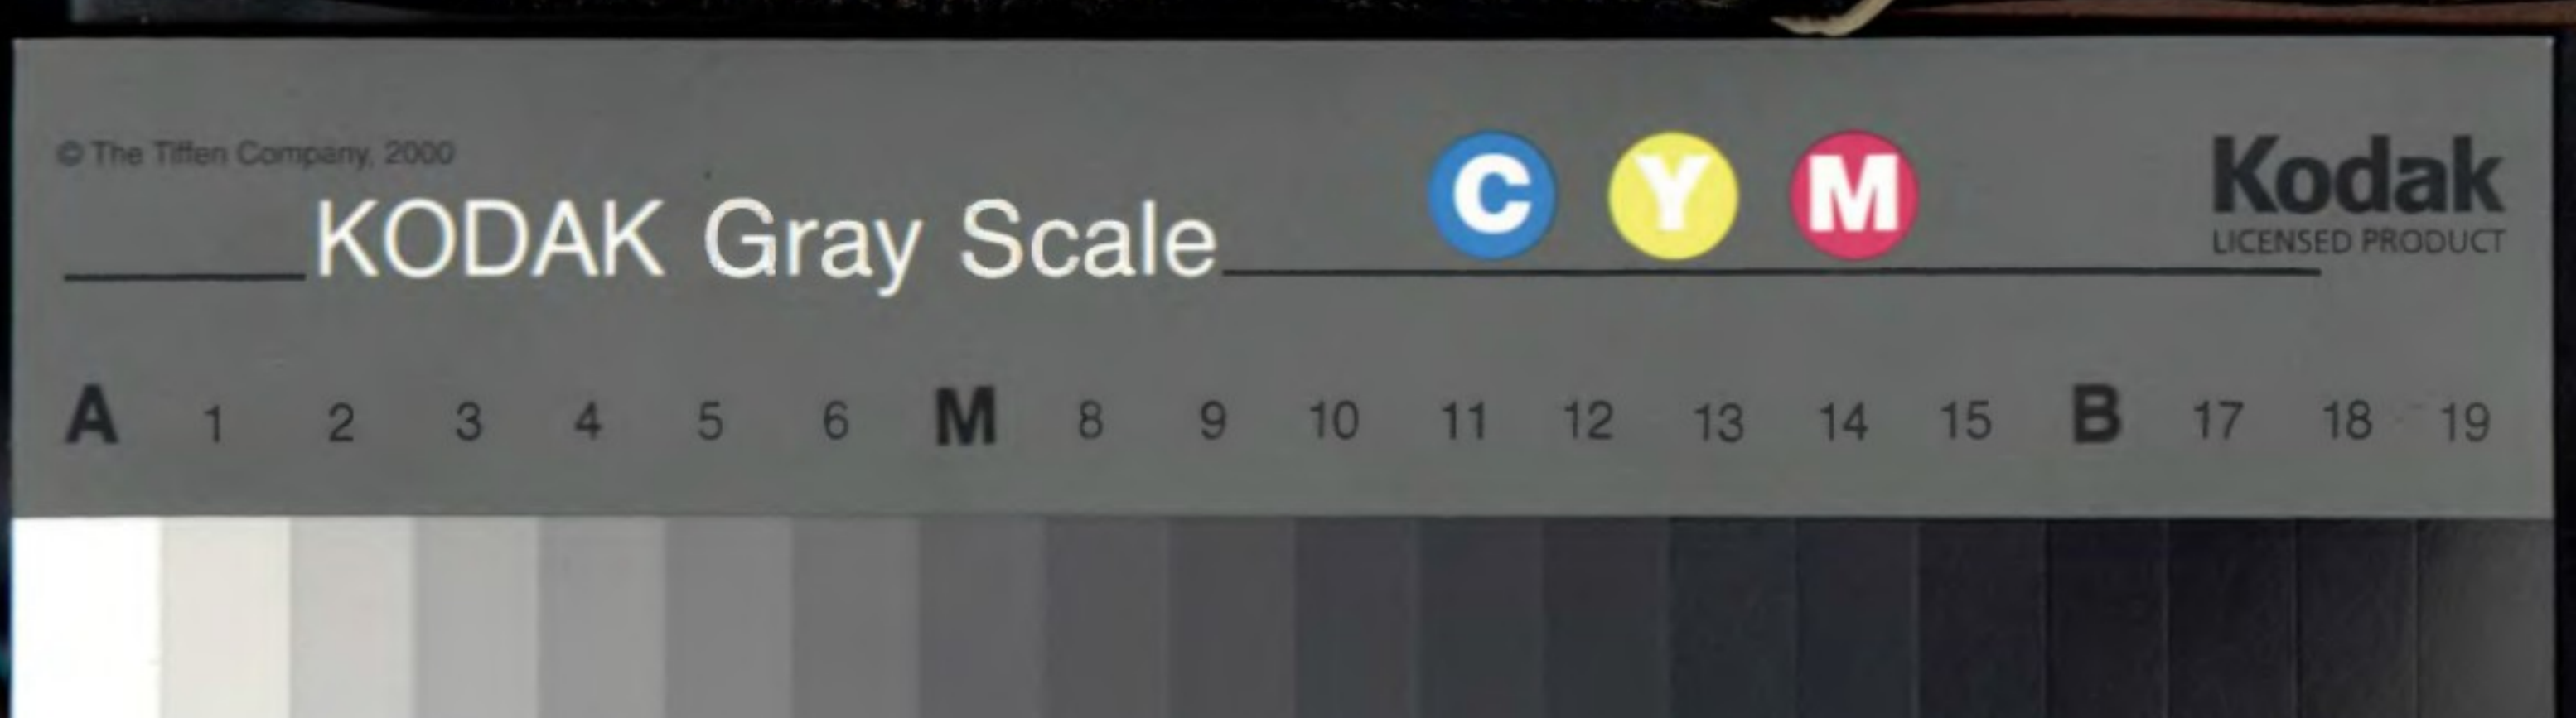 © The Tiffen Company, 2000
KODAK Gray Scale
C Y M
Kodak
LICENSED PRODUCT
A 1 2 3 4 5 6 M 8 9 10 11 12 13 14 15 B 17 18 19